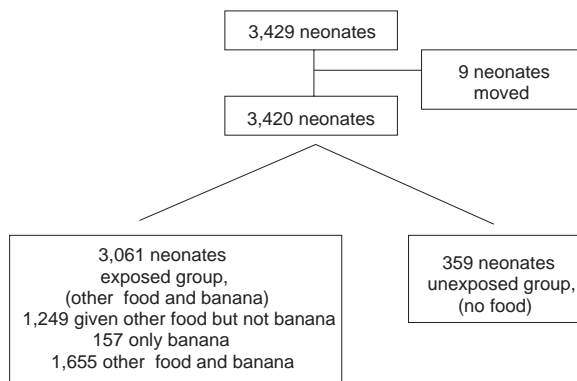 3,429 neonates
9 neonates
moved
3,420 neonates
3,061 neonates
exposed group,
(other food and banana)
1,249 given other food but not banana
157 only banana
1,655 other food and banana
359 neonates
unexposed group,
(no food)